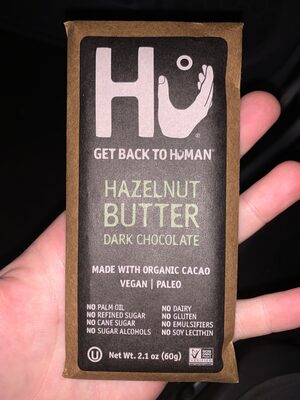 HU
GET BACK TO HUMAN
HAZELNUT
BUTTER
DARK CHOCOLATE
MADE WITH ORGANIC CACAO
VEGAN | PALEO
NO PALM OIL
NO REFINED SUGAR
NO CANE SUGAR
NO SUGAR ALCOHOLS
NO DAIRY
NO GLUTEN
NO EMULSIFIERS
NO SOY LECITHIN
U
Net Wt. 2.1 oz (60g)